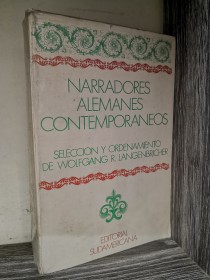 NARRADORES
ALEMANES
CONTEMPORANEOS
SELECCION Y ORDENAMIENTO
DE WOLFGANG R. LANGENBUCHER
EDITORIAL
SUDAMERICANA